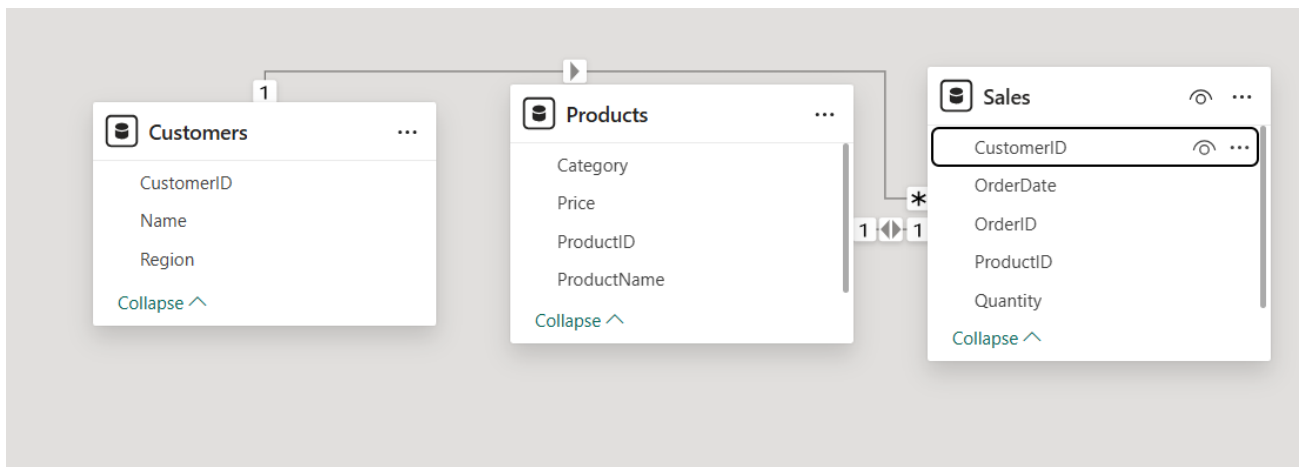 1
Customers
CustomerID
Name
Region
Collapse
Products
Category
Price
ProductID
ProductName
Collapse
1
1
*
Sales
CustomerID
OrderDate
OrderID
ProductID
Quantity
Collapse